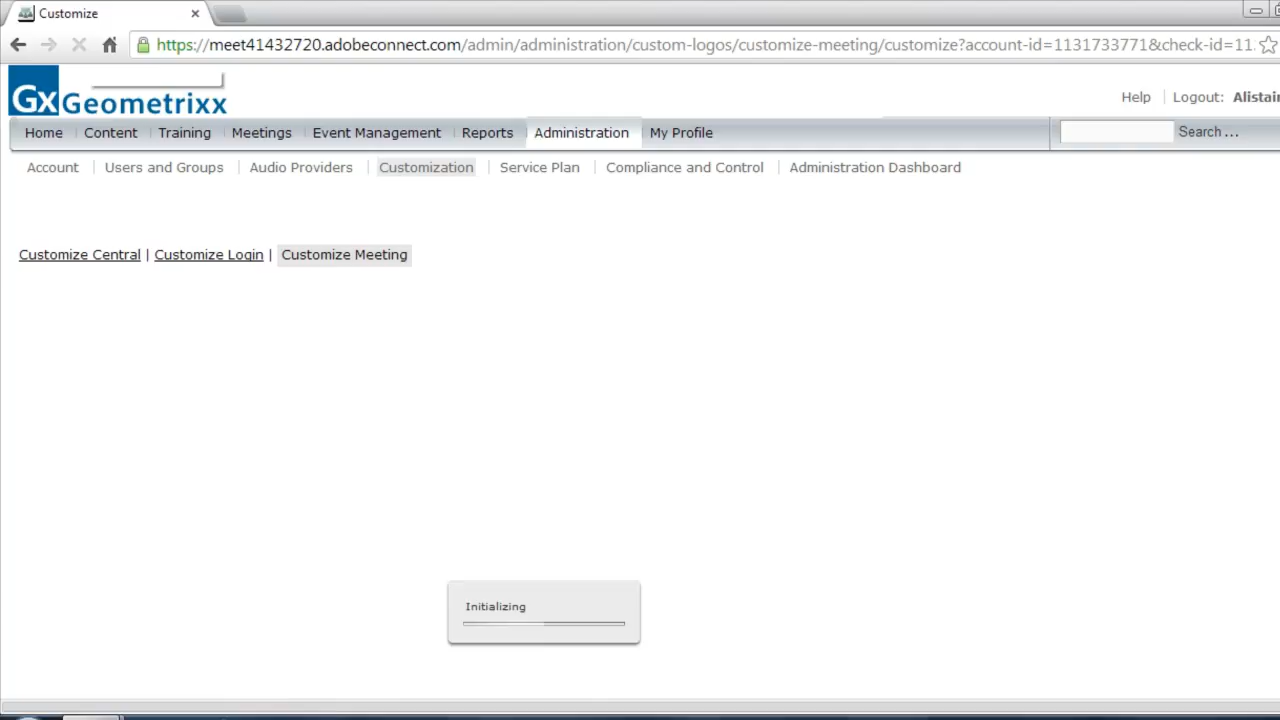 Customize
https://meet41432720.adobeconnect.com/admin/administration/custom-logos/customize-meeting/customize?account-id=1131733771&check-id=11
Gx Geometrixx
Help Logout: Alistair
Home Content Training Meetings Event Management Reports Administration My Profile Search ...
Account Users and Groups Audio Providers Customization Service Plan Compliance and Control Administration Dashboard
Customize Central | Customize Login | Customize Meeting
Initializing